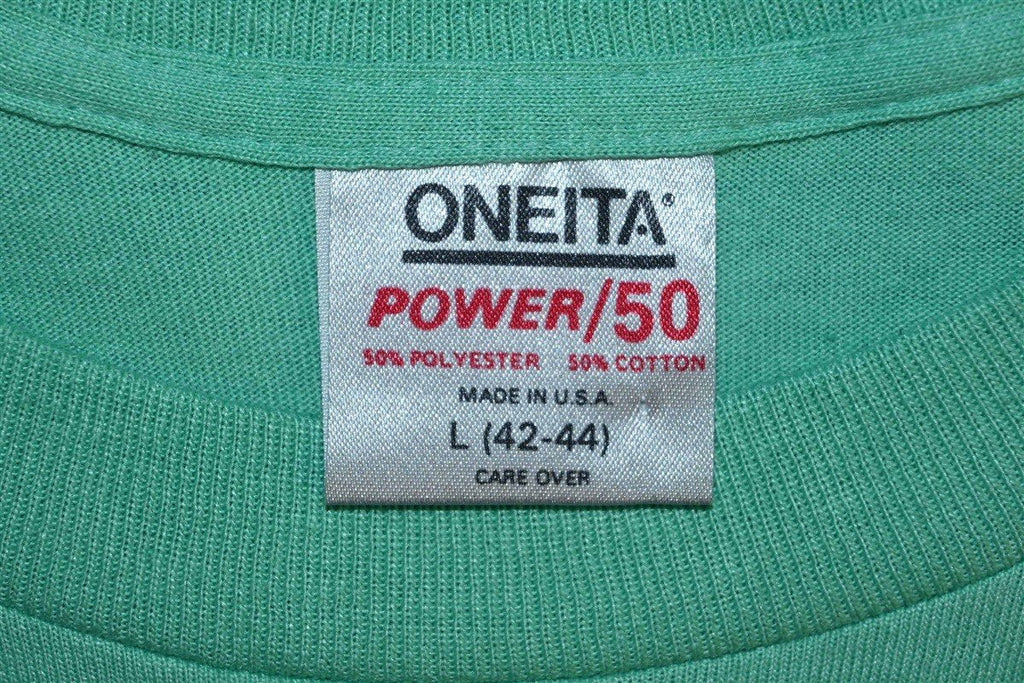 ONEITA®
POWER/50
50% POLYESTER 50% COTTON
MADE IN U.S.A.
L (42-44)
CARE OVER